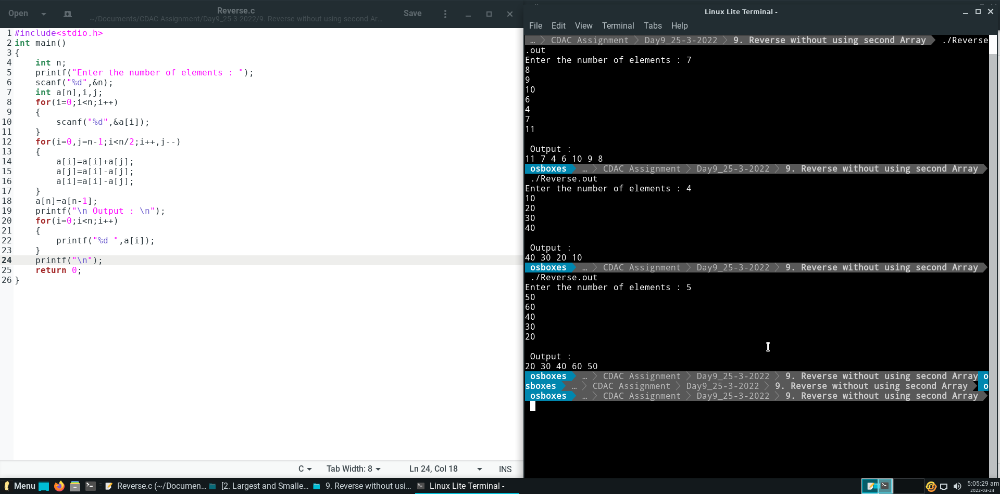 Open
Reverse.c
~/Documents/CDAC Assignment/Day9_25-3-2022/9. Reverse without using second Ar...
Save
1 #include<stdio.h>
2 int main()
3 {
4     int n;
5     printf("Enter the number of elements : ");
6     scanf("%d",&n);
7     int a[n],i,j;
8     for(i=0;i<n;i++)
9     {
10         scanf("%d",&a[i]);
11     }
12     for(i=0,j=n-1;i<n/2;i++,j--)
13     {
14         a[i]=a[i]+a[j];
15         a[j]=a[i]-a[j];
16         a[i]=a[i]-a[j];
17     }
18     a[n]=a[n-1];
19     printf("\n Output : \n");
20     for(i=0;i<n;i++)
21     {
22         printf("%d ",a[i]);
23     }
24     printf("\n");
25     return 0;
26 }
C Tab Width: 8 Ln 24, Col 18 INS
Linux Lite Terminal -
File Edit View Terminal Tabs Help
… CDAC Assignment Day9_25-3-2022 9. Reverse without using second Array ./Reverse
.out
Enter the number of elements : 7
8
9
10
6
4
7
11
Output :
11 7 4 6 10 9 8
osboxes … CDAC Assignment Day9_25-3-2022 9. Reverse without using second Array
./Reverse.out
Enter the number of elements : 4
10
20
30
40
Output :
40 30 20 10
osboxes … CDAC Assignment Day9_25-3-2022 9. Reverse without using second Array
./Reverse.out
Enter the number of elements : 5
50
60
40
30
20
Output :
20 30 40 60 50
osboxes … CDAC Assignment Day9_25-3-2022 9. Reverse without using second Array o
sboxes … CDAC Assignment Day9_25-3-2022 9. Reverse without using second Array o
osboxes … CDAC Assignment Day9_25-3-2022 9. Reverse without using second Array
Menu Reverse.c (~/Documen... [2. Largest and Smalle... 9. Reverse without usi... Linux Lite Terminal - 5:05:29 am
2022-03-24